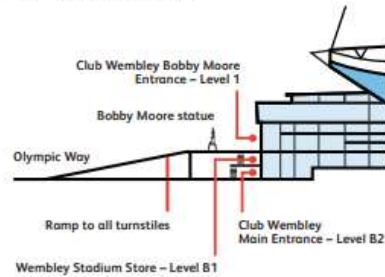 Club Wembley Bobby Moore
Entrance – Level 1
Bobby Moore statue
Olympic Way
Ramp to all turnstiles
Club Wembley
Main Entrance – Level B2
Wembley Stadium Store – Level B1